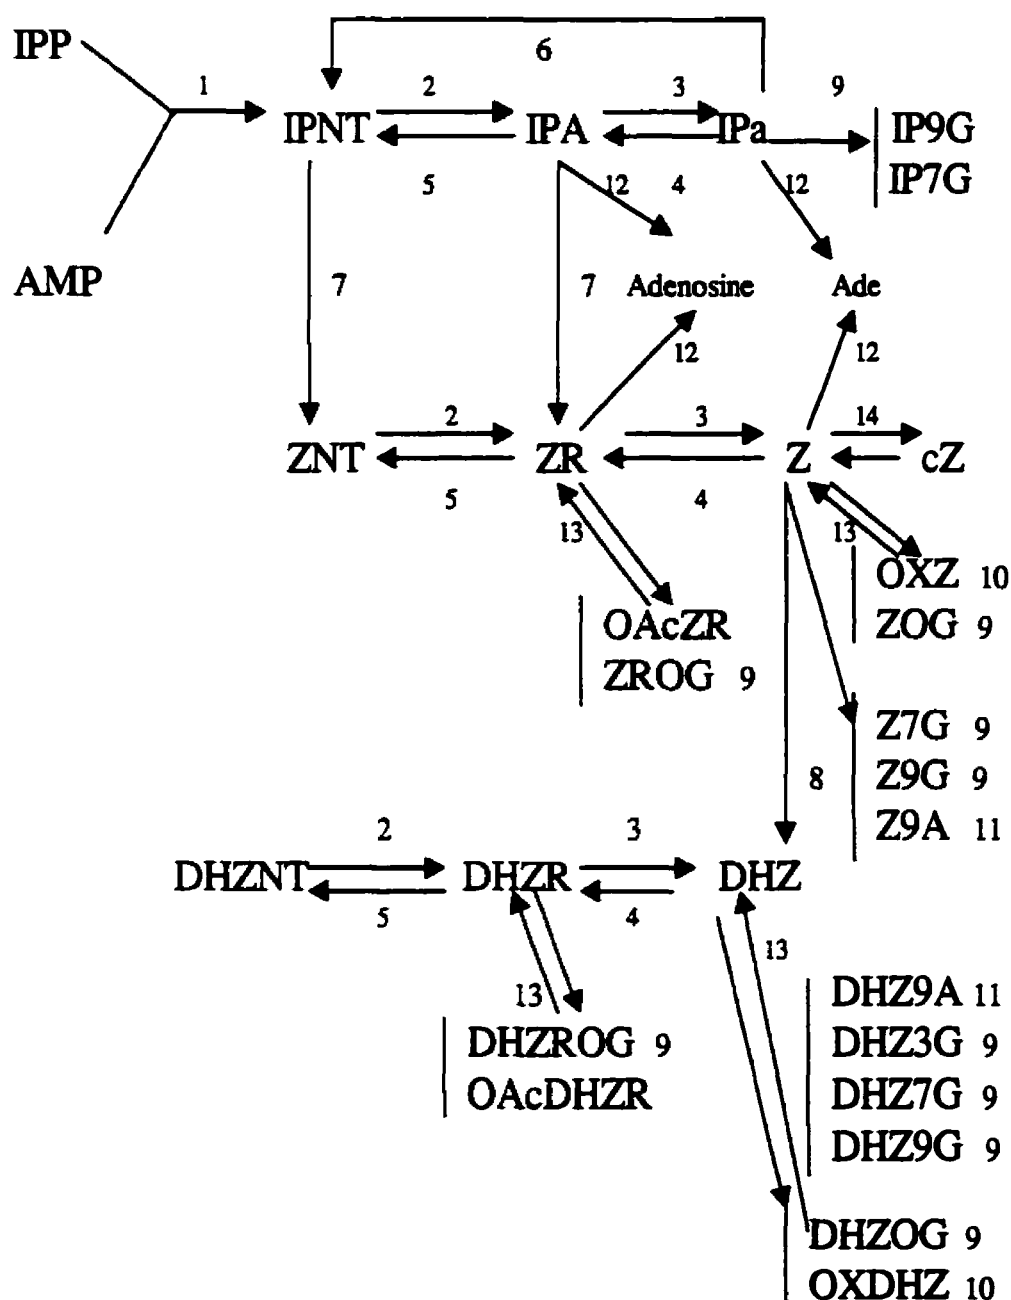 IPP
6
1 2 3 9
IPNT IPA IPa IP9G
IP7G
5 12 4 12
AMP 7 7 Adenosine Ade
12 12
2 3 14
ZNT ZR Z cZ
5 4
13 13
OXZ 10
OAcZR ZOG 9
ZROG 9
Z7G 9
8 Z9G 9
Z9A 11
2 3
DHZNT DHZR DHZ
5 4
13
13 DHZ9A 11
DHZROG 9 DHZ3G 9
OAcDHZR DHZ7G 9
DHZ9G 9
DHZOG 9
OXDHZ 10